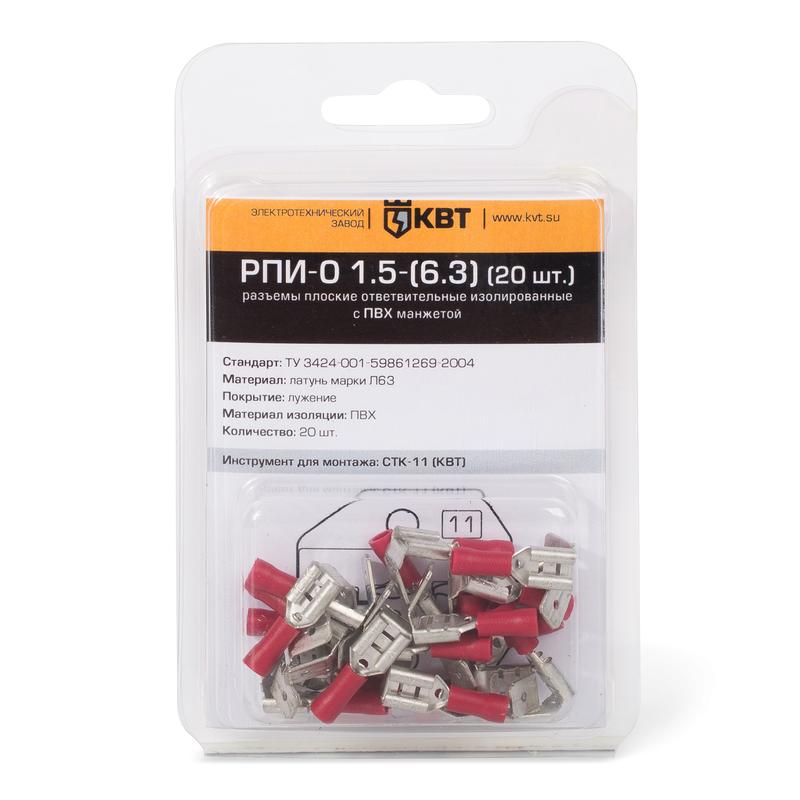 ЭЛЕКТРОТЕХНИЧЕСКИЙ
ЗАВОД
КВТ
www.kvt.su
РПИ-О 1.5-(6.3) (20 шт.)
разъемы плоские ответвительные изолированные
с ПВХ манжетой
Стандарт: ТУ 3424-001-59861269-2004
Материал: латунь марки Л63
Покрытие: лужение
Материал изоляции: ПВХ
Количество: 20 шт.
Инструмент для монтажа: СТК-11 (КВТ)
11